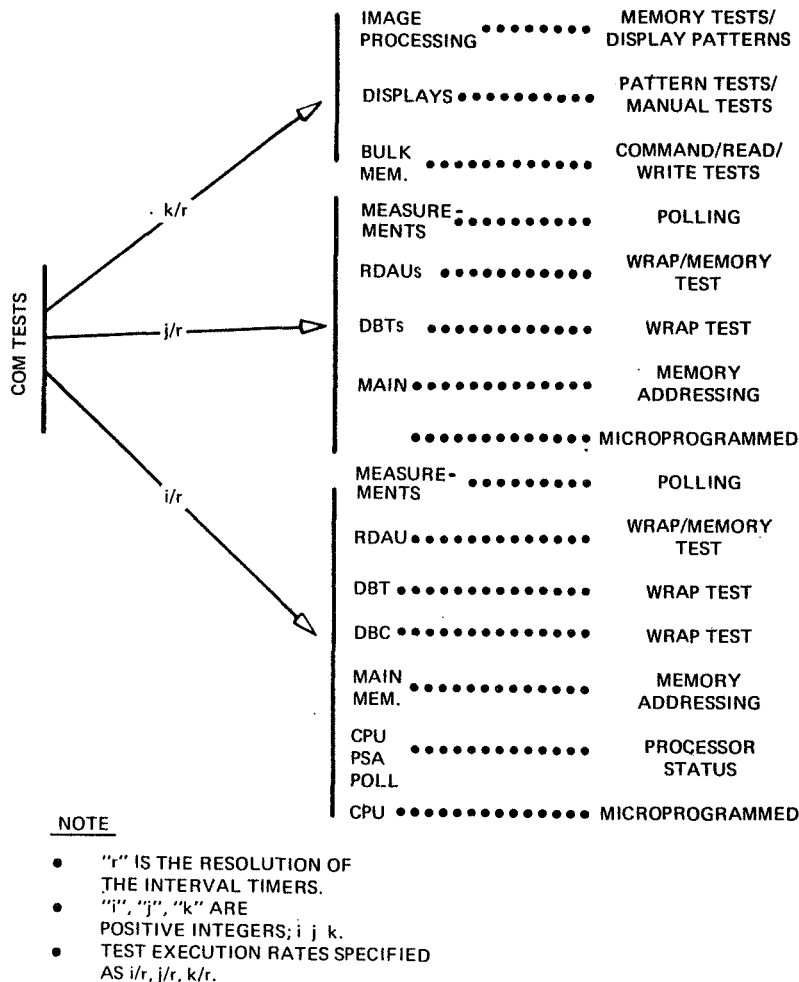 IMAGE
PROCESSING
MEMORY TESTS/
DISPLAY PATTERNS
DISPLAYS
PATTERN TESTS/
MANUAL TESTS
BULK
MEM.
COMMAND/READ/
WRITE TESTS
k/r
MEASURE-
MENTS
POLLING
RDAUs
WRAP/MEMORY
TEST
COM TESTS
j/r
DBTs
WRAP TEST
MAIN
MEMORY
ADDRESSING
MICROPROGRAMMED
i/r
MEASURE-
MENTS
POLLING
RDAU
WRAP/MEMORY
TEST
DBT
WRAP TEST
DBC
WRAP TEST
MAIN
MEM.
MEMORY
ADDRESSING
CPU
PSA
POLL
PROCESSOR
STATUS
CPU
MICROPROGRAMMED
NOTE
● "r" IS THE RESOLUTION OF
THE INTERVAL TIMERS.
● "i", "j", "k" ARE
POSITIVE INTEGERS; i j k.
● TEST EXECUTION RATES SPECIFIED
AS i/r, j/r, k/r.